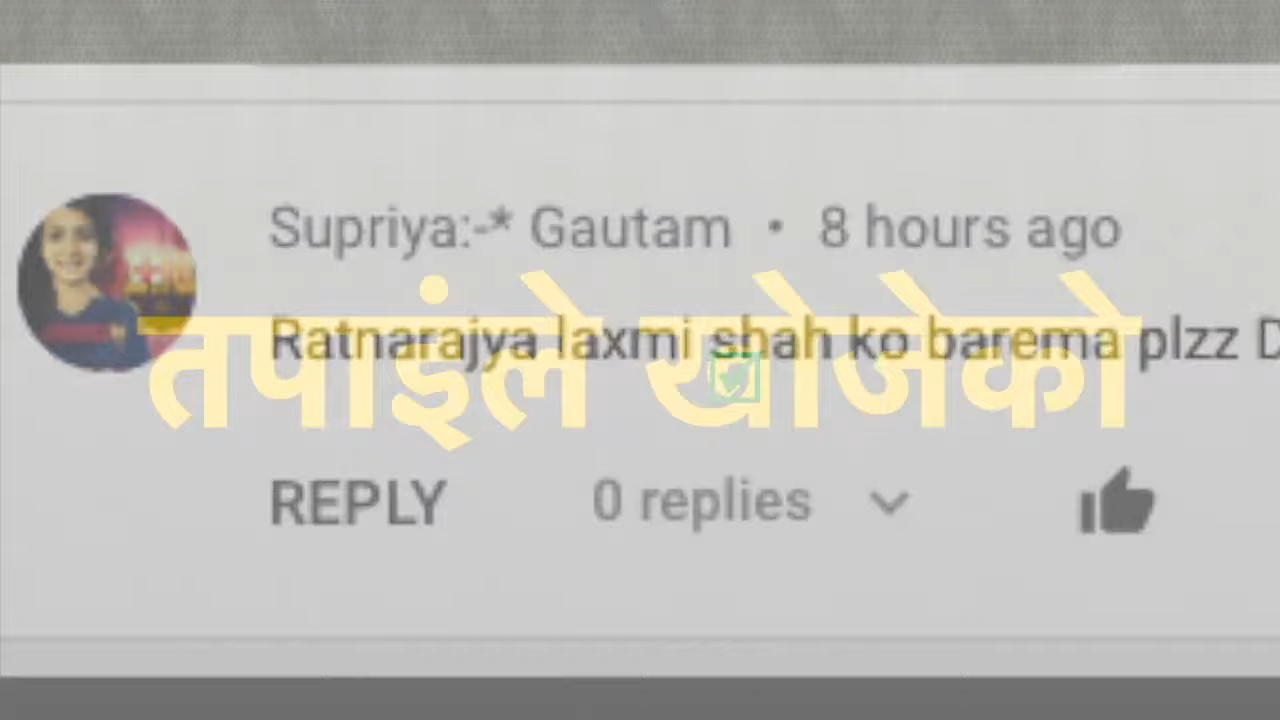 Supriya:-* Gautam • 8 hours ago
Ratnarajya laxmi shah ko barema plzz
तपाइंले खोजेको
REPLY 0 replies